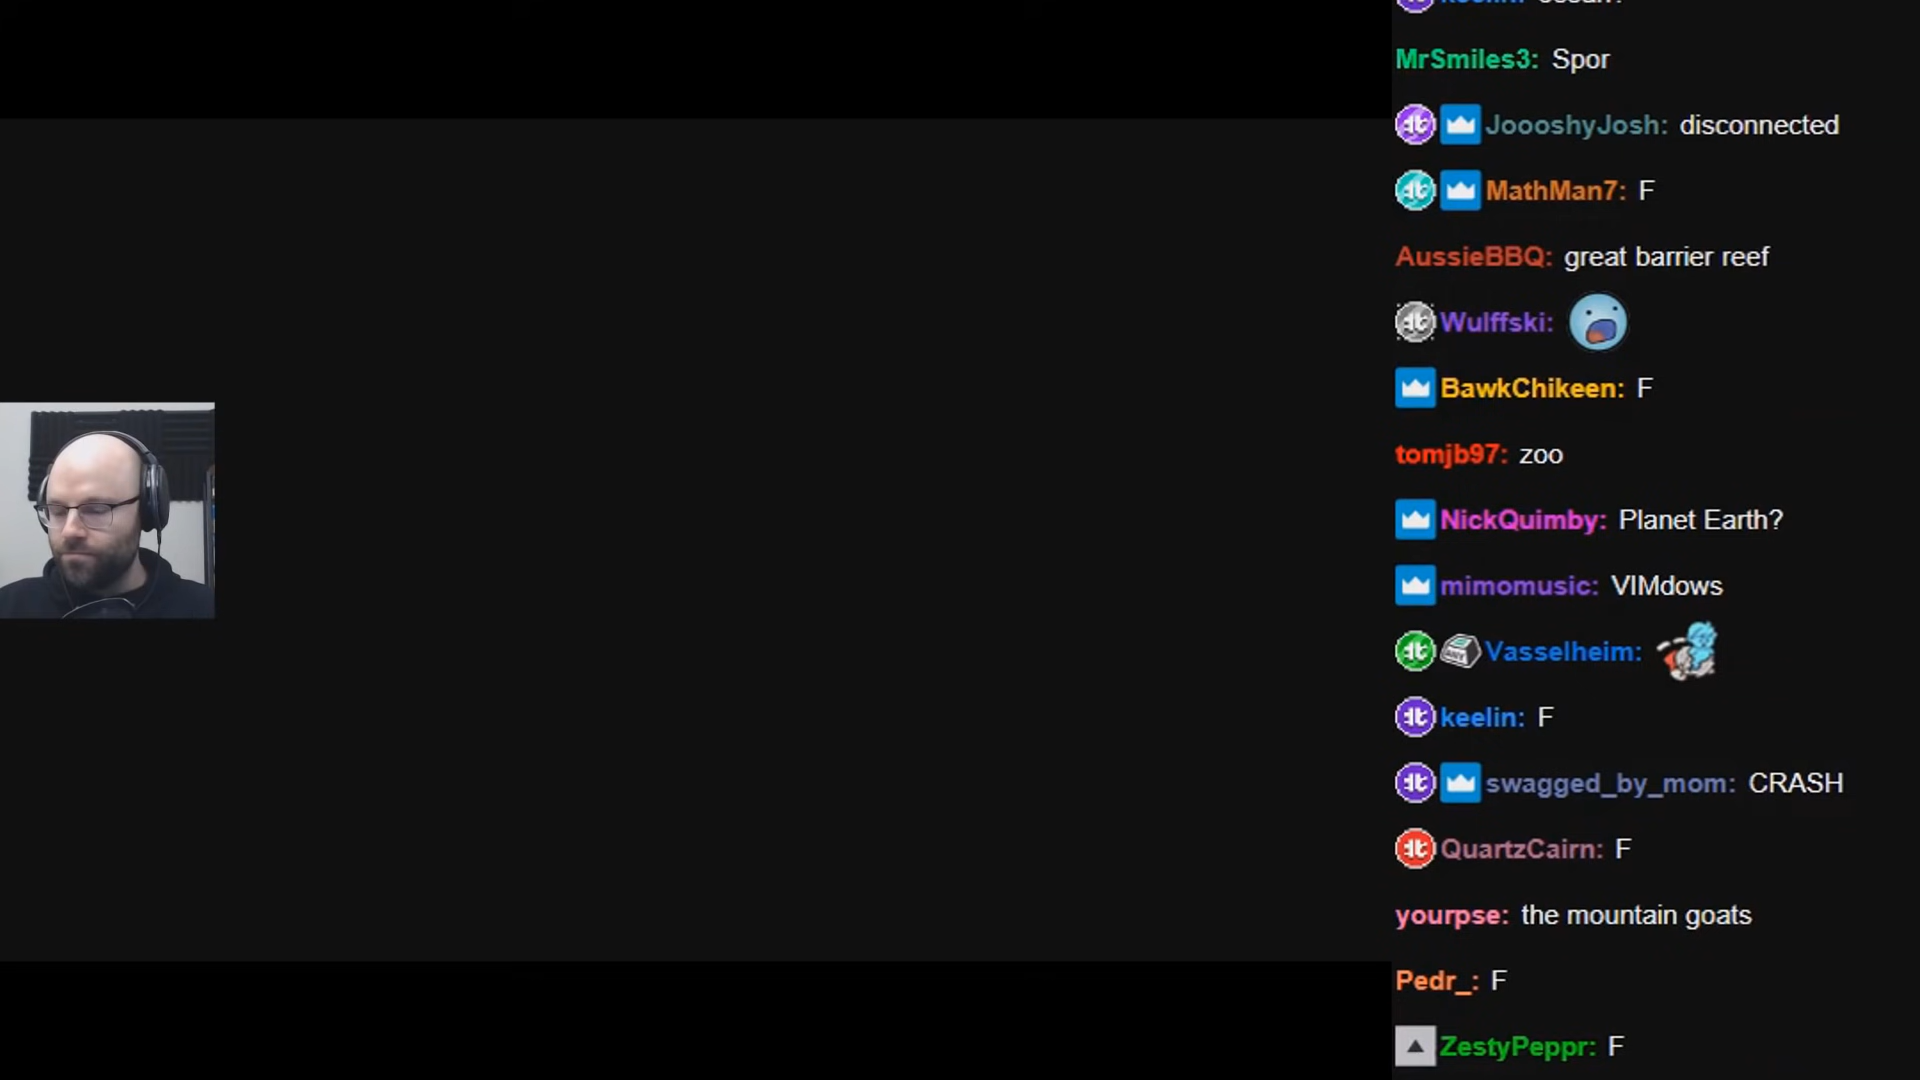 MrSmiles3: Spor
JoooshyJosh: disconnected
MathMan7: F
AussieBBQ: great barrier reef
Wulffski:
BawkChikeen: F
tomjb97: zoo
NickQuimby: Planet Earth?
mimomusic: VIMdows
Vasselheim:
keelin: F
swagged_by_mom: CRASH
QuartzCairn: F
yourpse: the mountain goats
Pedr_: F
ZestyPeppr: F